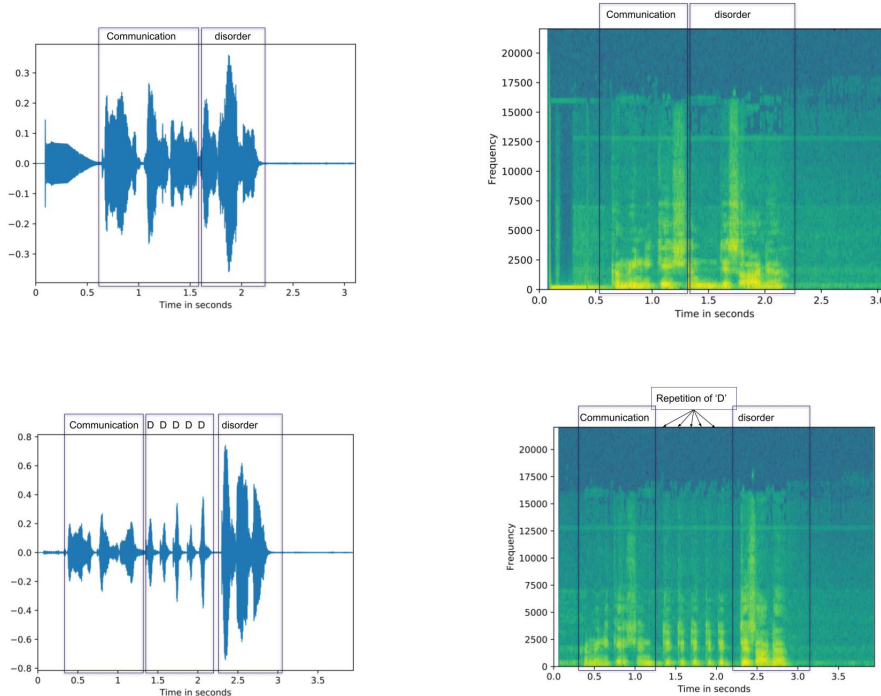 Communication disorder
0.3
0.2
0.1
0.0
−0.1
−0.2
−0.3
0 0.5 1.0 1.5 2.0 2.5 3.0
Time in seconds
Communication disorder
20000
17500
15000
12500
10000
7500
5000
2500
0
Frequency
0.0 0.5 1.0 1.5 2.0 3.0
Time in seconds
Communication D D D D D disorder
0.8
0.6
0.4
0.2
0.0
−0.2
−0.4
−0.6
−0.8
0 0.5 1.0 1.5 2.0 2.5 3.0 3.5
Time in seconds
Repetition of 'D'
Communication disorder
20000
17500
15000
12500
10000
7500
5000
2500
0
Frequency
0.0 0.5 1.0 1.5 2.0 2.5 3.0 3.5
Time in seconds